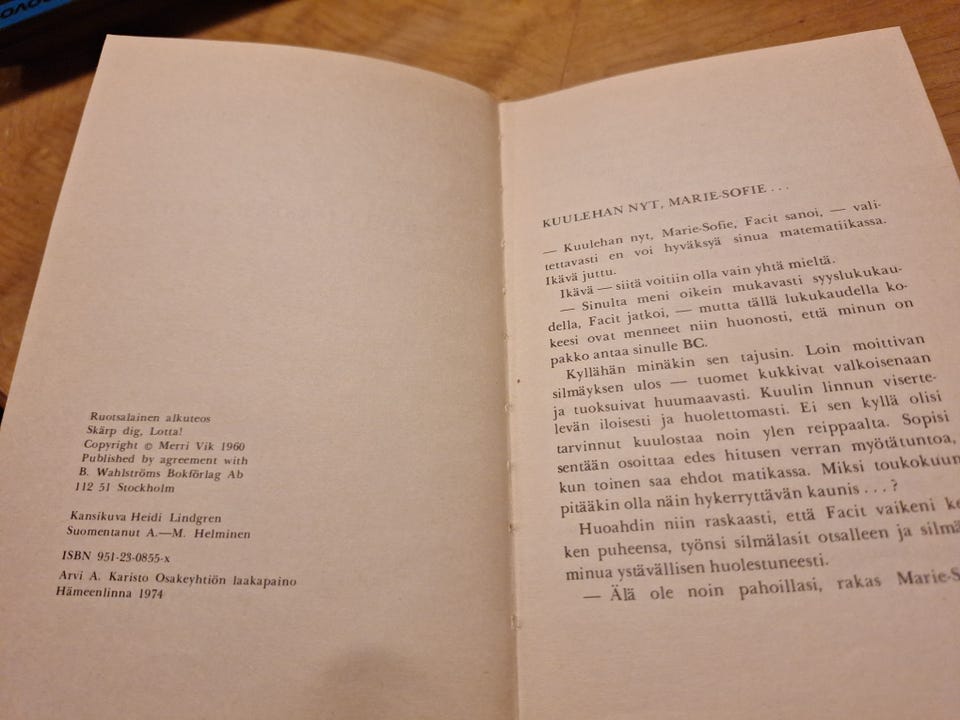 Ruotsalainen alkuteos
Skärp dig, Lotta!
Copyright © Merri Vik 1960
Published by agreement with
B. Wahlströms Bokförlag Ab
112 51 Stockholm
Kansikuva Heidi Lindgren
Suomentanut A.—M. Helminen
ISBN 951-23-0855-x
Arvi A. Karisto Osakeyhtiön laakapaino
Hämeenlinna 1974
KUULEHAN NYT, MARIE-SOFIE . . .
— Kuulehan nyt, Marie-Sofie, Facit sanoi, — vali-
tettavasti en voi hyväksyä sinua matematiikassa.
Ikävä juttu.
Ikävä — siitä voitiin olla vain yhtä mieltä.
— Sinulta meni oikein mukavasti syyslukukau-
della, Facit jatkoi, — mutta tällä lukukaudella ko-
keesi ovat menneet niin huonosti, että minun on
pakko antaa sinulle BC.
Kyllähän minäkin sen tajusin. Loin moittivan
silmäyksen ulos — tuomet kukkivat valkoisenaan
ja tuoksuivat huumaavasti. Kuulin linnun viserte-
levän iloisesti ja huolettomasti. Ei sen kyllä olisi
tarvinnut kuulostaa noin ylen reippaalta. Sopisi
sentään osoittaa edes hitusen verran myötätuntoa,
kun toinen saa ehdot matikassa. Miksi toukokuun
pitääkin olla näin hykerryttävän kaunis . . . ?
Huoahdin niin raskaasti, että Facit vaikeni ke
ken puheensa, työnsi silmälasit otsalleen ja silmä
minua ystävällisen huolestuneesti.
— Älä ole noin pahoillasi, rakas Marie-S